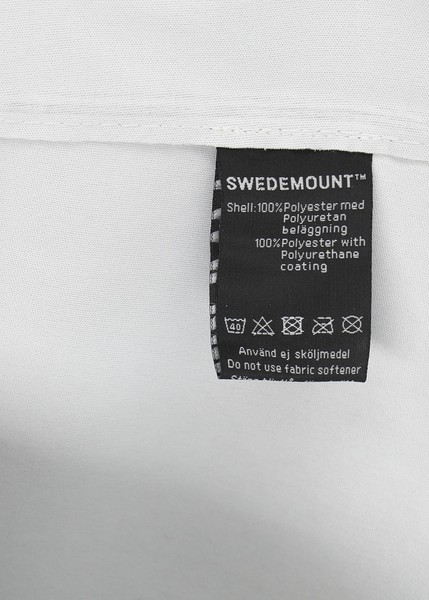 SWEDEMOUNT™
Shell:100%Polyester med
Polyuretan
beläggning
100%Polyester with
Polyurethane
coating
40
Använd ej sköljmedel
Do not use fabric softener